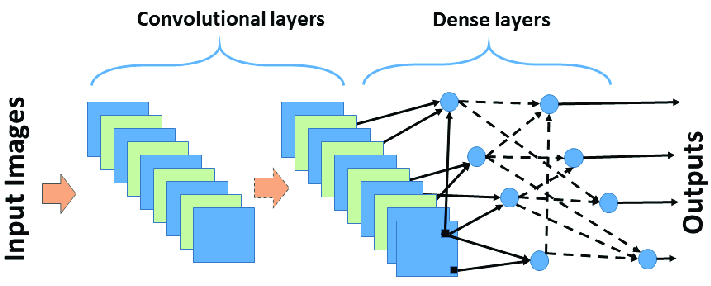 Convolutional layers
Dense layers
Input Images
Outputs